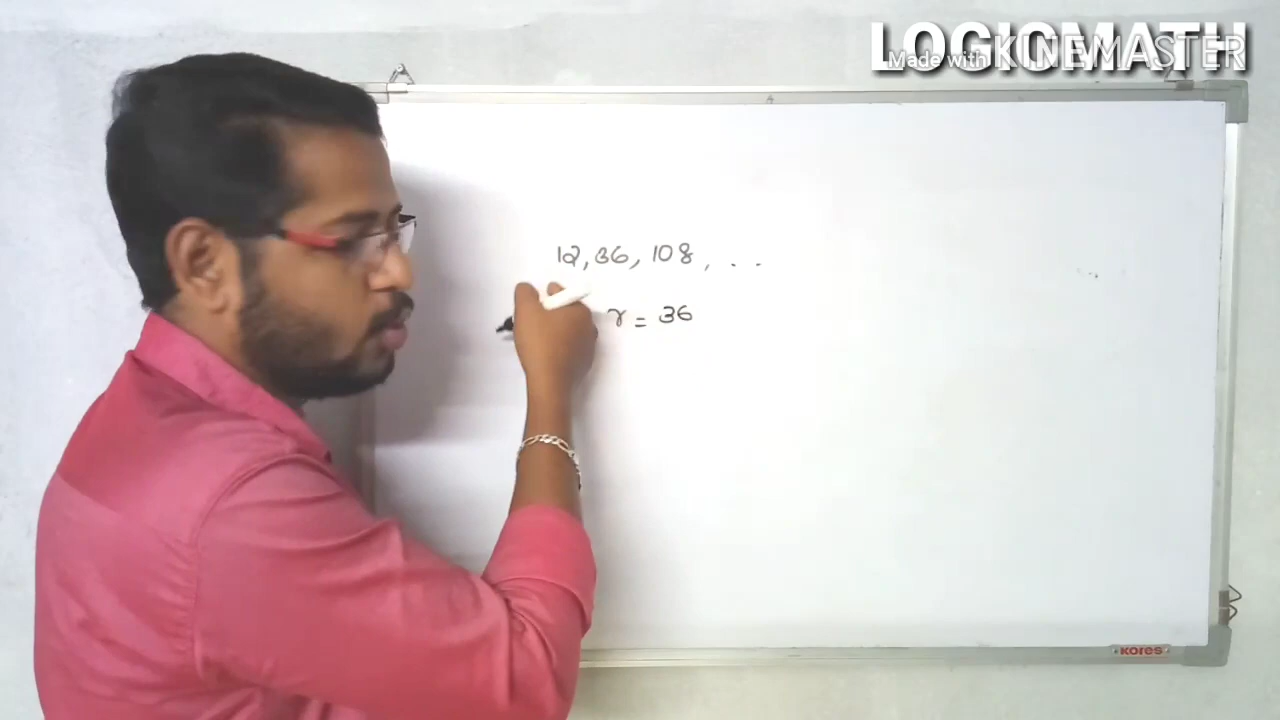 LOGICMATH
Made with KINEMASTER
12, 36, 108, . .
r = 36
KORES